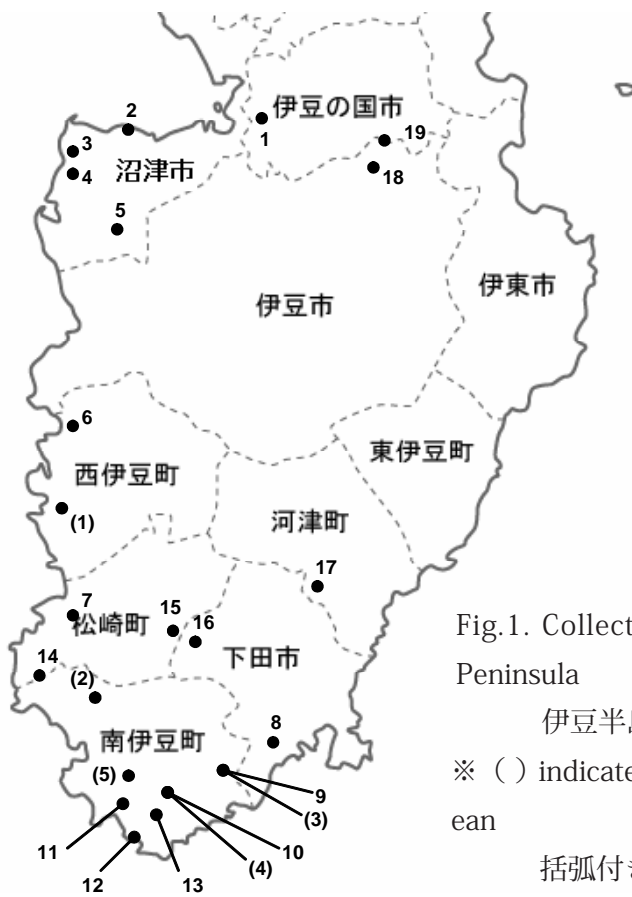 伊豆の国市
2
1
19
3
沼津市
4
18
5
伊東市
伊豆市
6
東伊豆町
西伊豆町
(1)
河津町
17
7
松崎町
15
16
下田市
14
(2)
8
南伊豆町
(5)
9
(3)
11
10
(4)
12
13
Fig.1. Collect
Peninsula
伊豆半
※ ( ) indicate
ean
括弧付